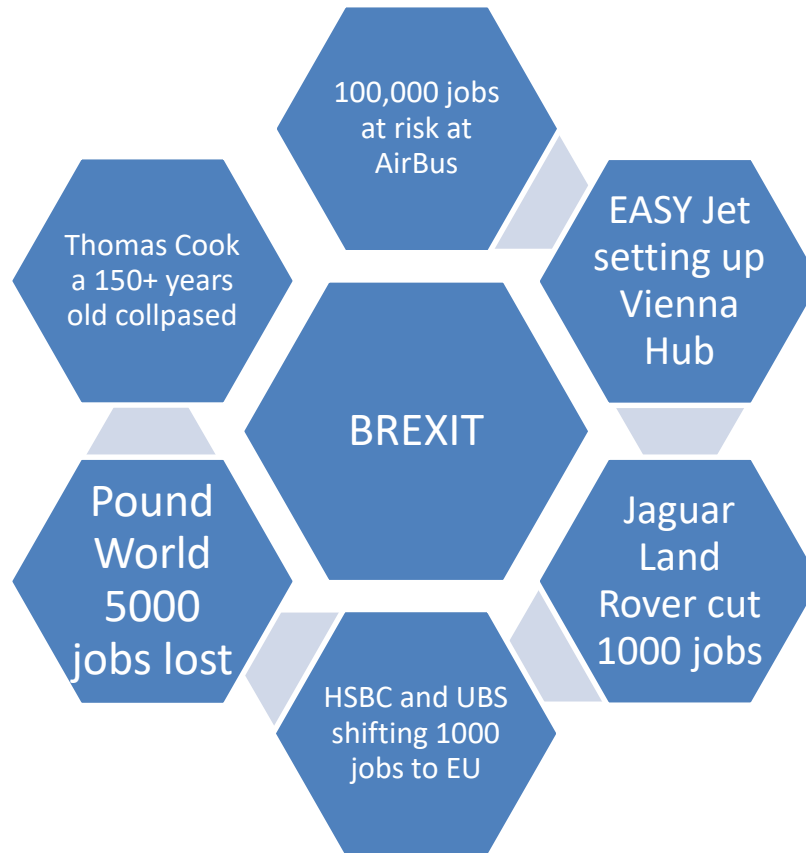 100,000 jobs
at risk at
AirBus
EASY Jet
setting up
Vienna
Hub
Jaguar
Land
Rover cut
1000 jobs
HSBC and UBS
shifting 1000
jobs to EU
Pound
World
5000
jobs lost
Thomas Cook
a 150+ years
old collpased
BREXIT